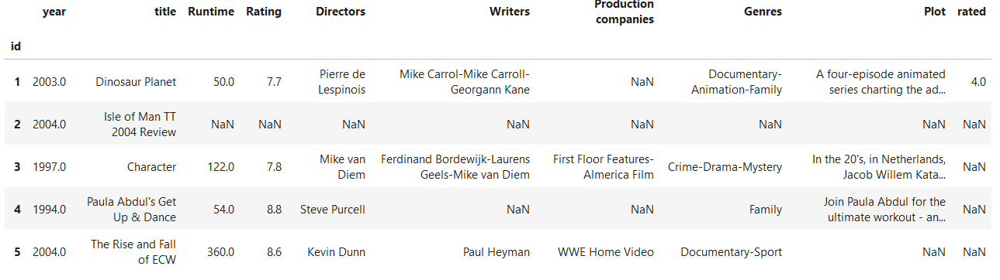 year title Runtime Rating Directors Writers Production companies Genres Plot rated
id
1 2003.0 Dinosaur Planet 50.0 7.7 Pierre de Lespinois Mike Carrol-Mike Carroll-Georgann Kane NaN Documentary-Animation-Family A four-episode animated series charting the ad... 4.0
2 2004.0 Isle of Man TT 2004 Review NaN NaN NaN NaN NaN NaN NaN NaN
3 1997.0 Character 122.0 7.8 Mike van Diem Ferdinand Bordewijk-Laurens Geels-Mike van Diem First Floor Features-Almerica Film Crime-Drama-Mystery In the 20's, in Netherlands, Jacob Willem Kata... NaN
4 1994.0 Paula Abdul's Get Up & Dance 54.0 8.8 Steve Purcell NaN NaN Family Join Paula Abdul for the ultimate workout - an... NaN
5 2004.0 The Rise and Fall of ECW 360.0 8.6 Kevin Dunn Paul Heyman WWE Home Video Documentary-Sport NaN NaN